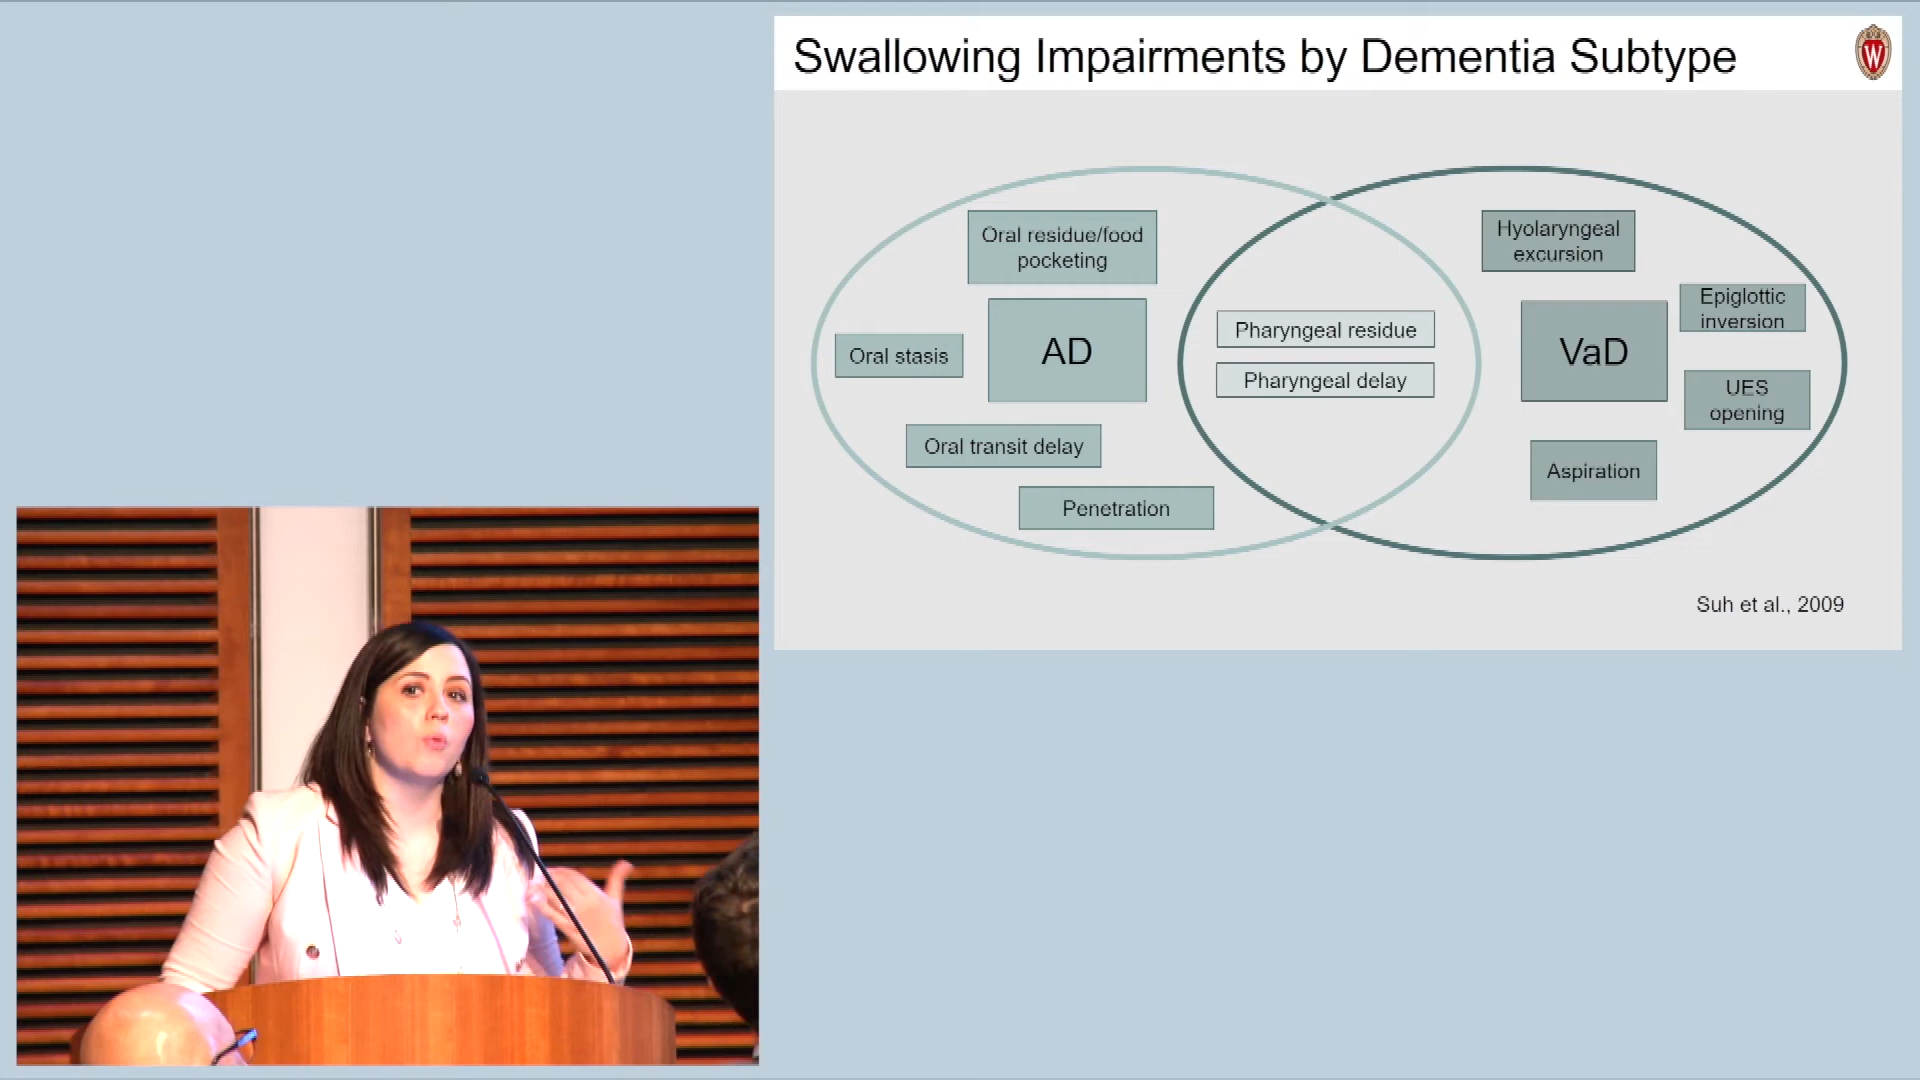 Swallowing Impairments by Dementia Subtype
W
Oral residue/food
pocketing
Oral stasis
AD
Oral transit delay
Penetration
Pharyngeal residue
Pharyngeal delay
Hyolaryngeal
excursion
Epiglottic
inversion
VaD
UES
opening
Aspiration
Suh et al., 2009